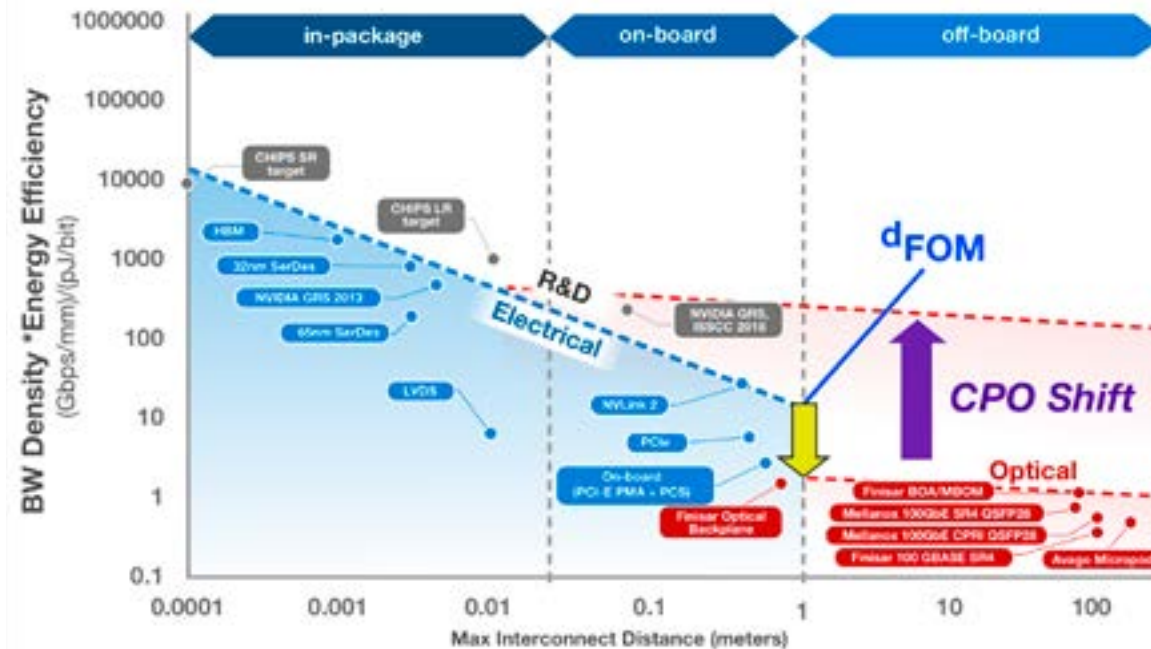 in-package
on-board
off-board
BW Density *Energy Efficiency
(Gbps/mm)/(pJ/bit)
1000000
100000
10000
1000
100
10
1
0.1
CHIPS SR
target
CHIPS LR
target
HBM
32nm SerDes
NVIDIA GRS 2013
65nm SerDes
LVDS
R&D
Electrical
NVIDIA GRS,
ISSCC 2018
dFOM
CPO Shift
NVLink 2
PCIe
On-board
(PCI-E PMA + PCS)
Finisar Optical
Backplane
Optical
Finisar BOA/MBOM
Mellanox 100GbE SR4 QSFP28
Mellanox 100GbE CPRI QSFP28
Finisar 100 GBASE SR4
Avago Micropod
0.0001
0.001
0.01
0.1
1
10
100
Max Interconnect Distance (meters)